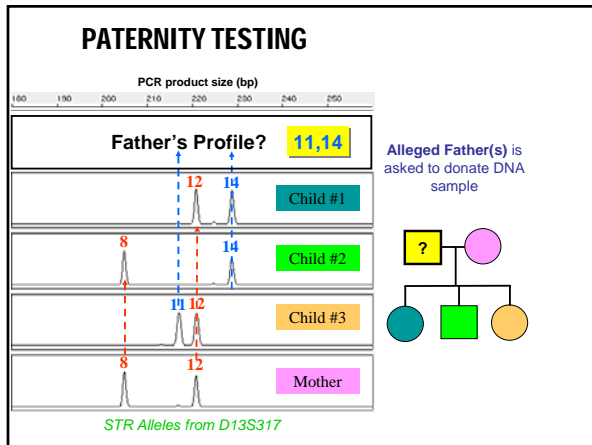 PATERNITY TESTING
PCR product size (bp)
180 190 200 210 220 230 240 250
Father's Profile? 11,14
12 14
Child #1
8 14
Child #2
11 12
Child #3
8 12
Mother
STR Alleles from D13S317
Alleged Father(s) is
asked to donate DNA
sample
?